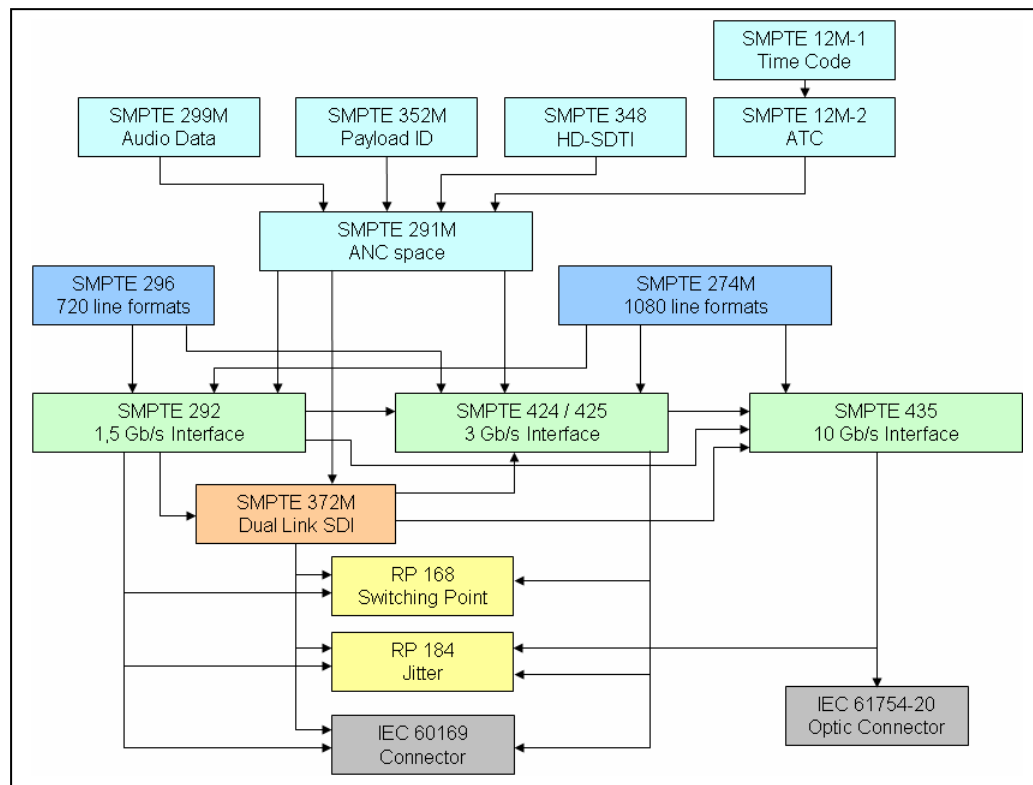 SMPTE 12M-1
Time Code
SMPTE 299M
Audio Data
SMPTE 352M
Payload ID
SMPTE 348
HD-SDTI
SMPTE 12M-2
ATC
SMPTE 291M
ANC space
SMPTE 296
720 line formats
SMPTE 274M
1080 line formats
SMPTE 292
1,5 Gb/s Interface
SMPTE 424 / 425
3 Gb/s Interface
SMPTE 435
10 Gb/s Interface
SMPTE 372M
Dual Link SDI
RP 168
Switching Point
RP 184
Jitter
IEC 61754-20
Optic Connector
IEC 60169
Connector